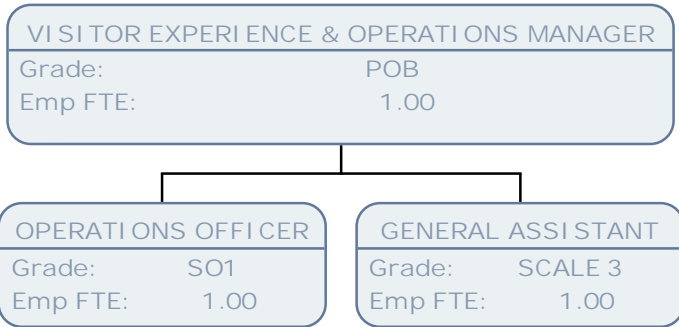 VISITOR EXPERIENCE & OPERATIONS MANAGER
Grade: POB
Emp FTE: 1.00
OPERATIONS OFFICER
Grade: SO1
Emp FTE: 1.00
GENERAL ASSISTANT
Grade: SCALE 3
Emp FTE: 1.00